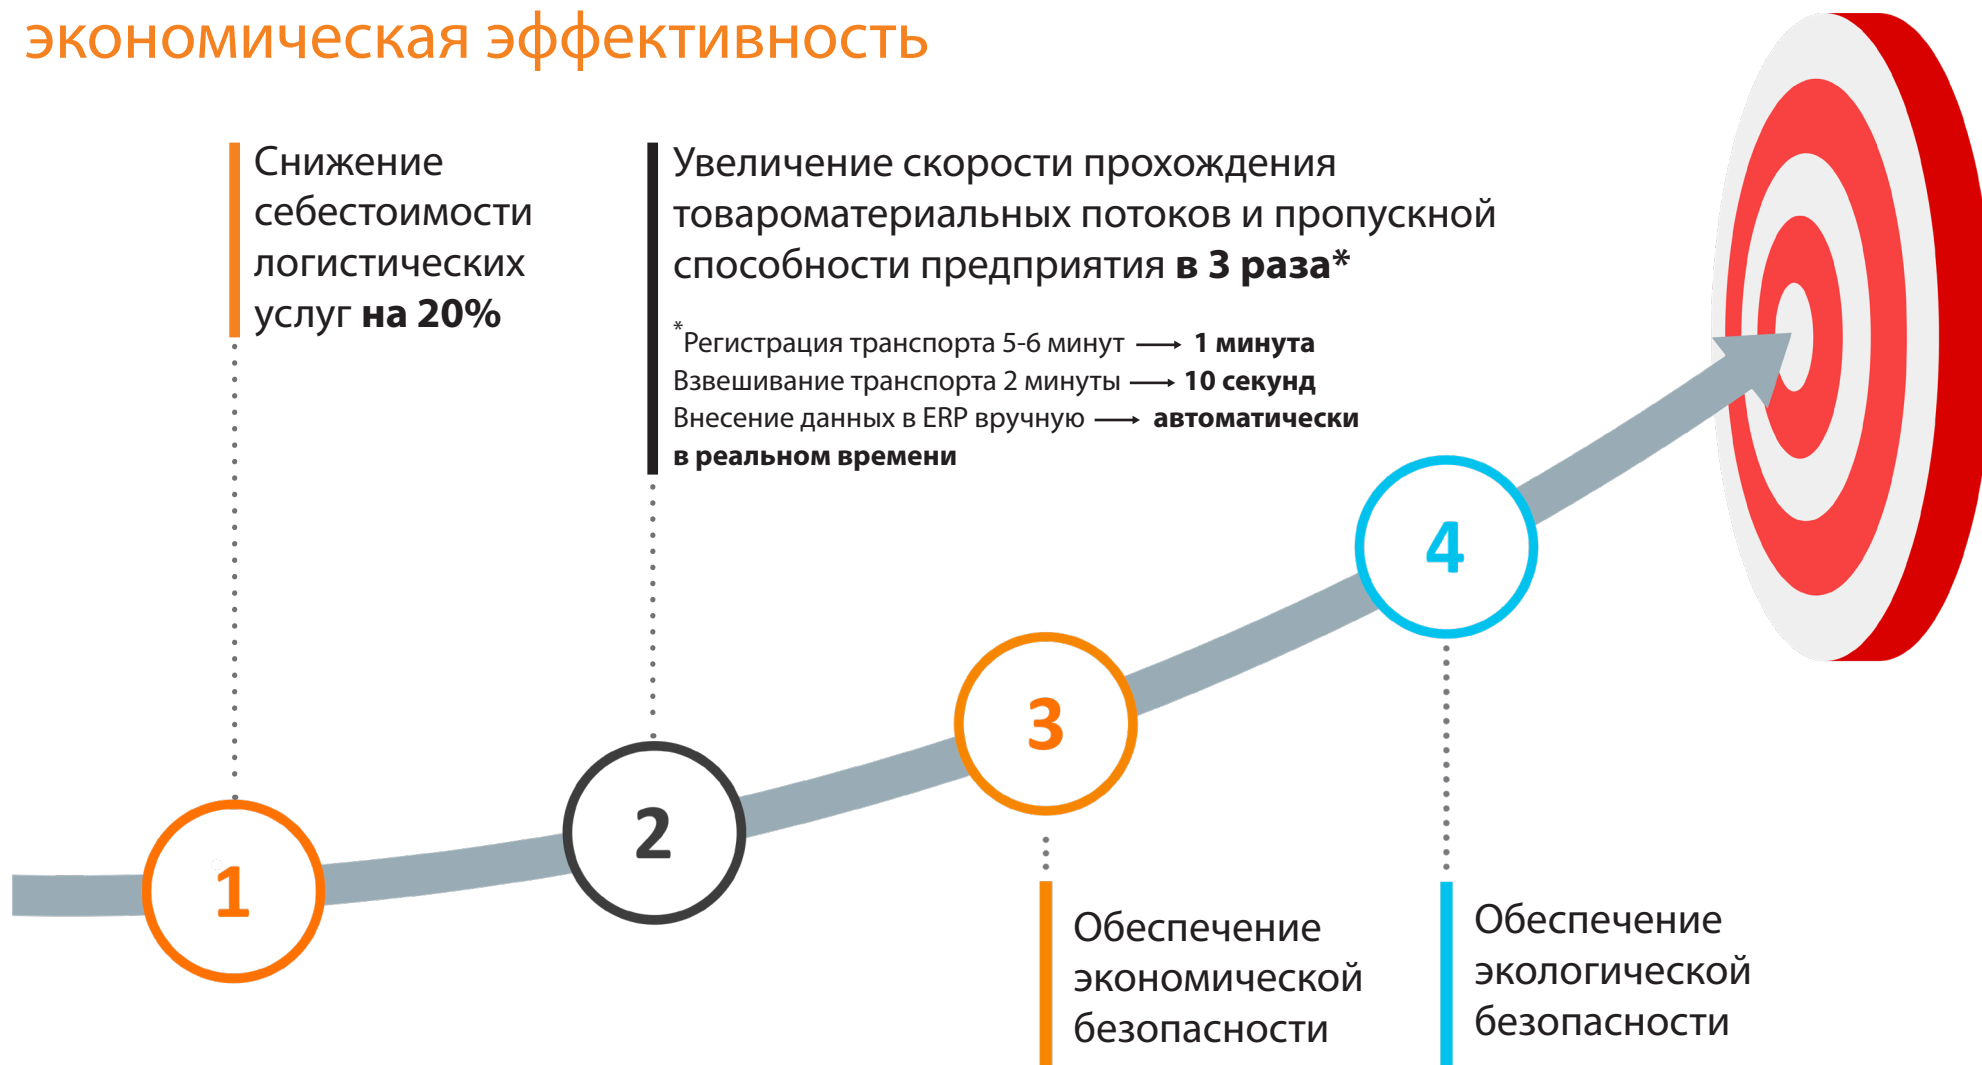 экономическая эффективность
Снижение
себестоимости
логистических
услуг на 20%
Увеличение скорости прохождения
товароматериальных потоков и пропускной
способности предприятия в 3 раза*
*Регистрация транспорта 5-6 минут → 1 минута
Взвешивание транспорта 2 минуты → 10 секунд
Внесение данных в ERP вручную → автоматически
в реальном времени
1
2
3
4
Обеспечение
экономической
безопасности
Обеспечение
экологической
безопасности